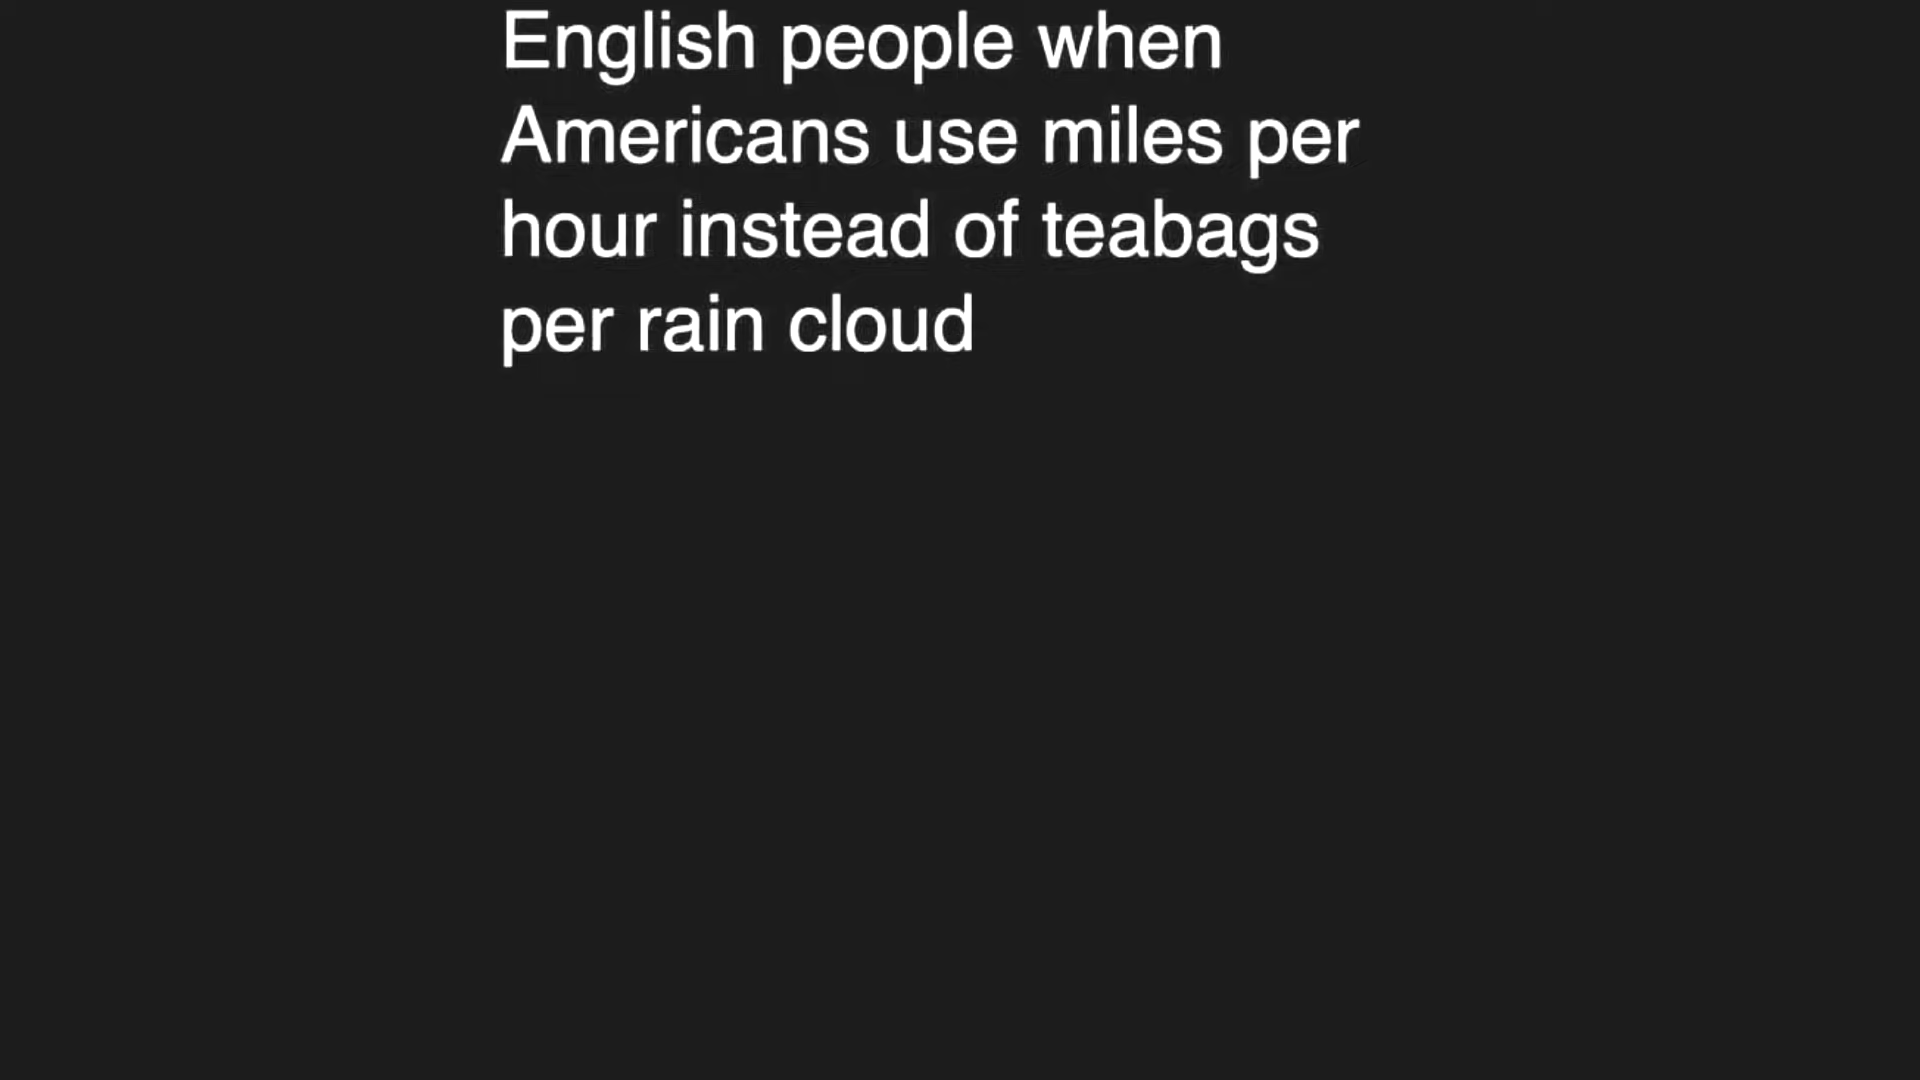 English people when
Americans use miles per
hour instead of teabags
per rain cloud